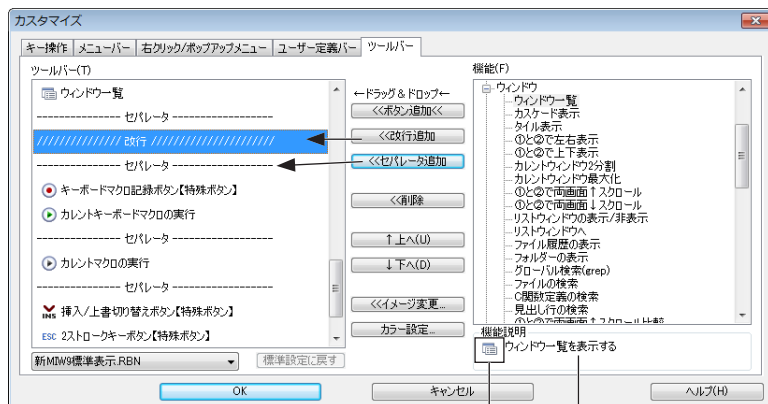 カスタマイズ
キー操作 メニューバー 右クリック/ポップアップメニュー ユーザー定義バー ツールバー
ツールバー(T)
ウィンドウ一覧
------------------ セパレータ ------------------
/////////////// 改行 //////////////////////
------------------ セパレータ ------------------
キーボードマクロ記録ボタン【特殊ボタン】
カレントキーボードマクロの実行
------------------ セパレータ ------------------
カレントマクロの実行
------------------ セパレータ ------------------
INS 挿入/上書切り替えボタン【特殊ボタン】
ESC 2ストロークキーボタン【特殊ボタン】
新MIW9標準表示.RBN
標準設定に戻す
←ドラッグ&ドロップ←
<<ボタン追加<<
<<改行追加
<<セパレータ追加
<<削除
↑上へ(U)
↓下へ(D)
<<イメージ変更...
カラー設定...
機能(F)
ウィンドウ
ウィンドウ一覧
カスケード表示
タイル表示
①と②で左右表示
①と②で上下表示
カレントウィンドウ2分割
カレントウィンドウ最大化
①と②で両画面↑スクロール
①と②で両画面↓スクロール
リストウィンドウの表示/非表示
リストウィンドウへ
ファイル履歴の表示
フォルダーの表示
グローバル検索(grep)
ファイルの検索
C関数定義の検索
見出し行の検索
①と②で両画面↑スクロール比較
機能説明
ウィンドウ一覧を表示する
OK
キャンセル
ヘルプ(H)